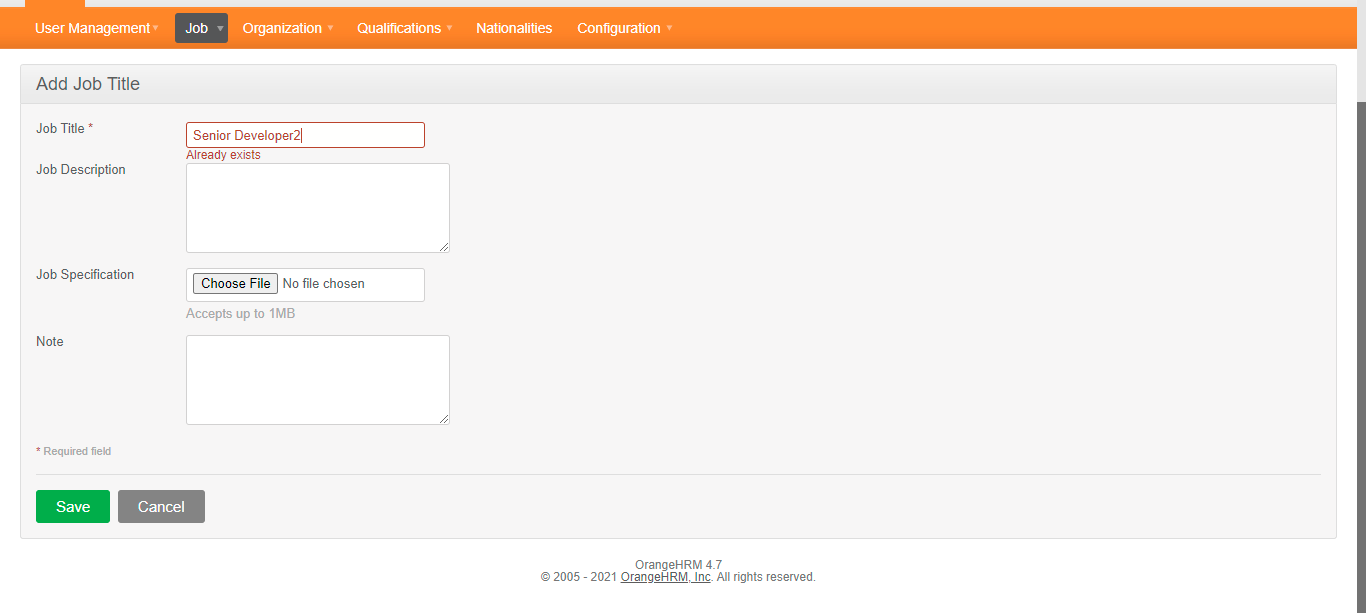 User Management Job Organization Qualifications Nationalities Configuration
Add Job Title
Job Title *
Senior Developer2
Already exists
Job Description
Job Specification
Choose File No file chosen
Accepts up to 1MB
Note
* Required field
Save Cancel
OrangeHRM 4.7
© 2005 - 2021 OrangeHRM, Inc. All rights reserved.